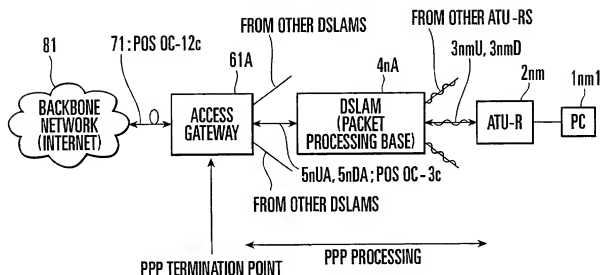 FROM OTHER ATU-RS
FROM OTHER DSLAMS
81
71: POS OC-12c
61A
4nA
3nmU, 3nmD
2nm
1nm1
BACKBONE
NETWORK
(INTERNET)
ACCESS
GATEWAY
DSLAM
(PACKET
PROCESSING BASE)
ATU-R
PC
5nUA, 5nDA; POS OC-3c
FROM OTHER DSLAMS
PPP PROCESSING
PPP TERMINATION POINT